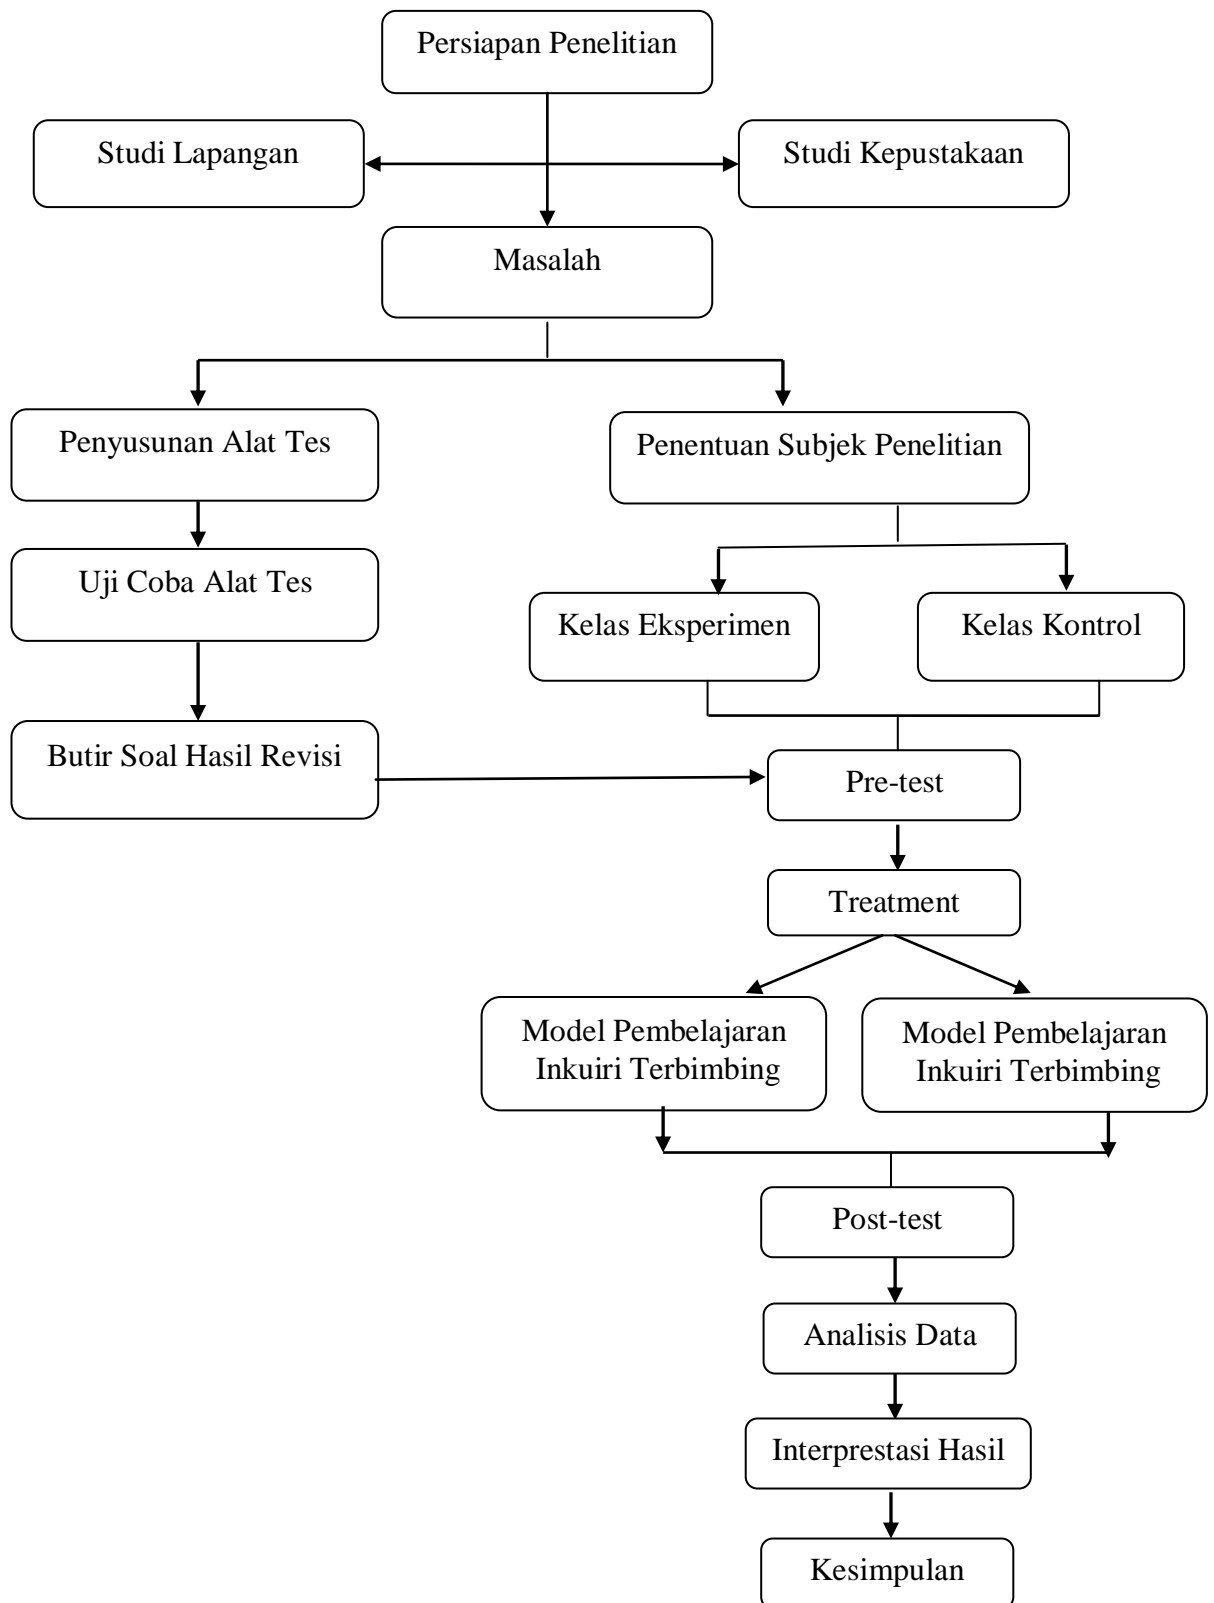 Persiapan Penelitian
Studi Lapangan
Studi Kepustakaan
Masalah
Penyusunan Alat Tes
Penentuan Subjek Penelitian
Uji Coba Alat Tes
Kelas Eksperimen
Kelas Kontrol
Butir Soal Hasil Revisi
Pre-test
Treatment
Model Pembelajaran
Inkuiri Terbimbing
Model Pembelajaran
Inkuiri Terbimbing
Post-test
Analisis Data
Interprestasi Hasil
Kesimpulan